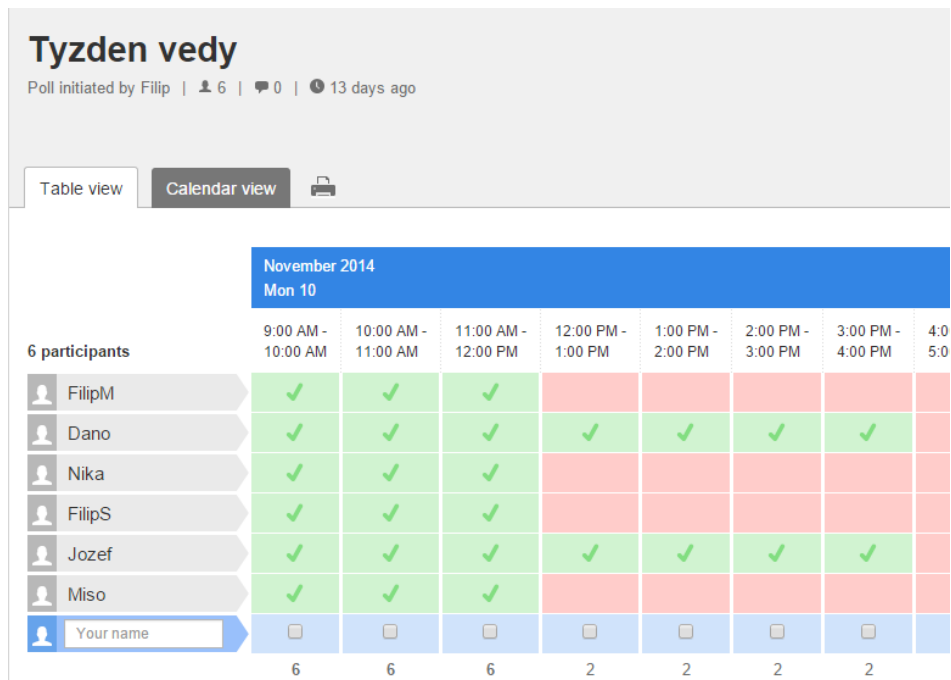 Tyzden vedy
Poll initiated by Filip | 6 | 0 | 13 days ago
Table view Calendar view
November 2014
Mon 10
9:00 AM - 10:00 AM - 11:00 AM - 12:00 PM - 1:00 PM - 2:00 PM - 3:00 PM - 4:0
6 participants 10:00 AM 11:00 AM 12:00 PM 1:00 PM 2:00 PM 3:00 PM 4:00 PM 5:0
FilipM
Dano
Nika
FilipS
Jozef
Miso
Your name
6 6 6 2 2 2 2